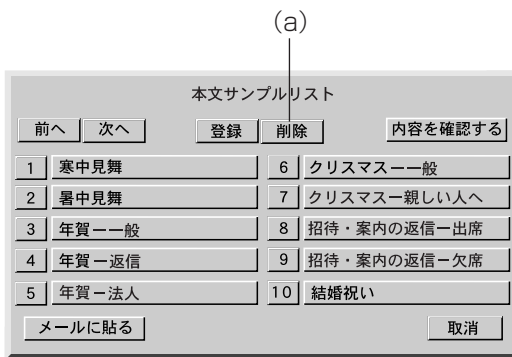 (a)
本文サンプルリスト
前へ 次へ 登録 削除 内容を確認する
1 寒中見舞 6 クリスマスー一般
2 暑中見舞 7 クリスマスー親しい人へ
3 年賀ー一般 8 招待・案内の返信ー出席
4 年賀ー返信 9 招待・案内の返信ー欠席
5 年賀ー法人 10 結婚祝い
メールに貼る 取消